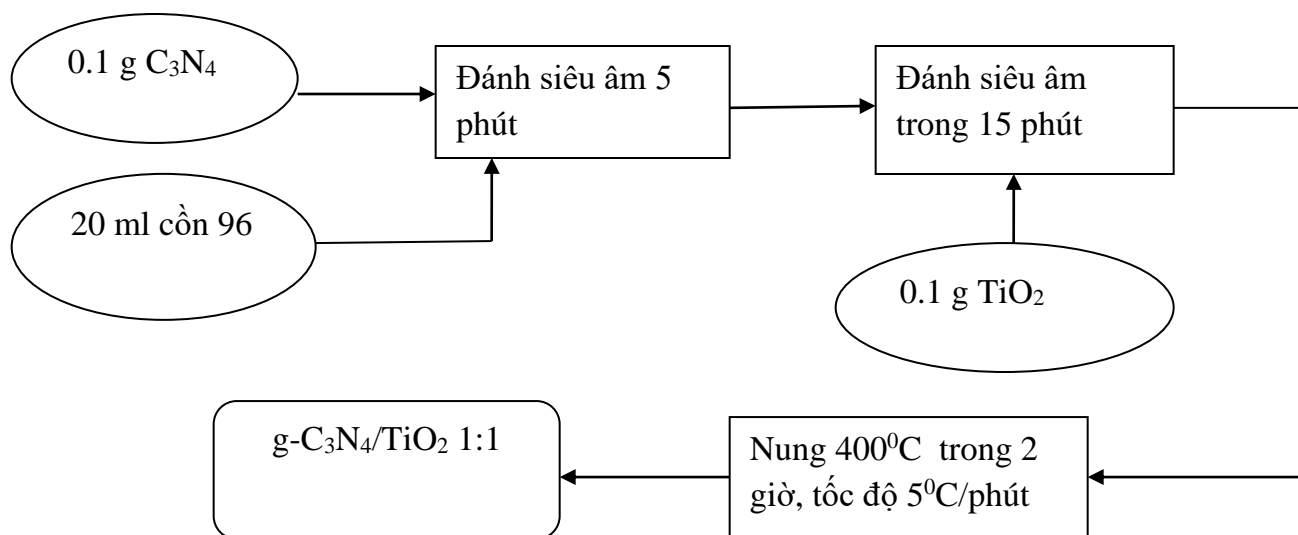 0.1 g C₃N₄
20 ml cồn 96
Đánh siêu âm 5
phút
Đánh siêu âm
trong 15 phút
0.1 g TiO₂
Nung 400⁰C trong 2
giờ, tốc độ 5⁰C/phút
g-C₃N₄/TiO₂ 1:1